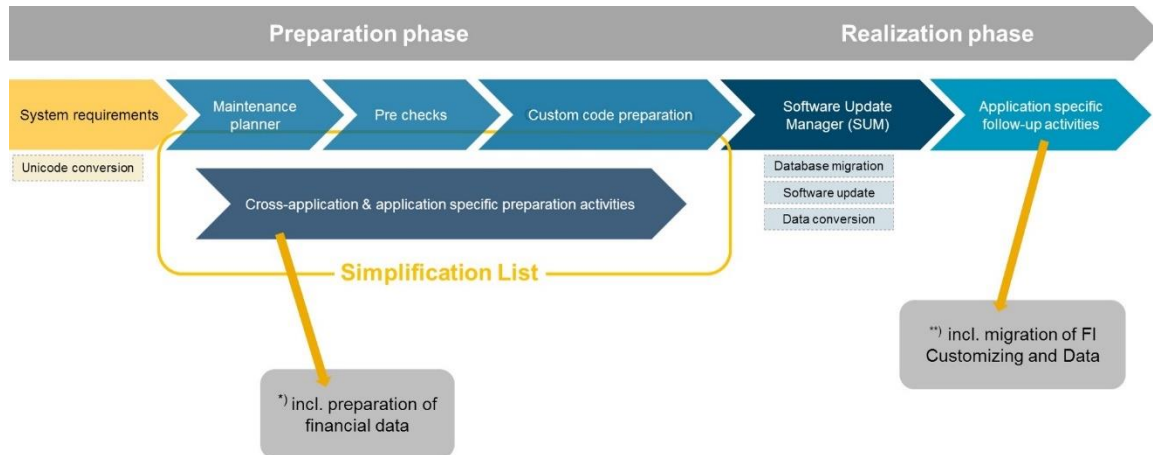 Preparation phase
Realization phase
System requirements
Maintenance
planner
Pre checks
Custom code preparation
Software Update
Manager (SUM)
Application specific
follow-up activities
Unicode conversion
Database migration
Software update
Data conversion
Cross-application & application specific preparation activities
Simplification List
*) incl. preparation of
financial data
**) incl. migration of FI
Customizing and Data